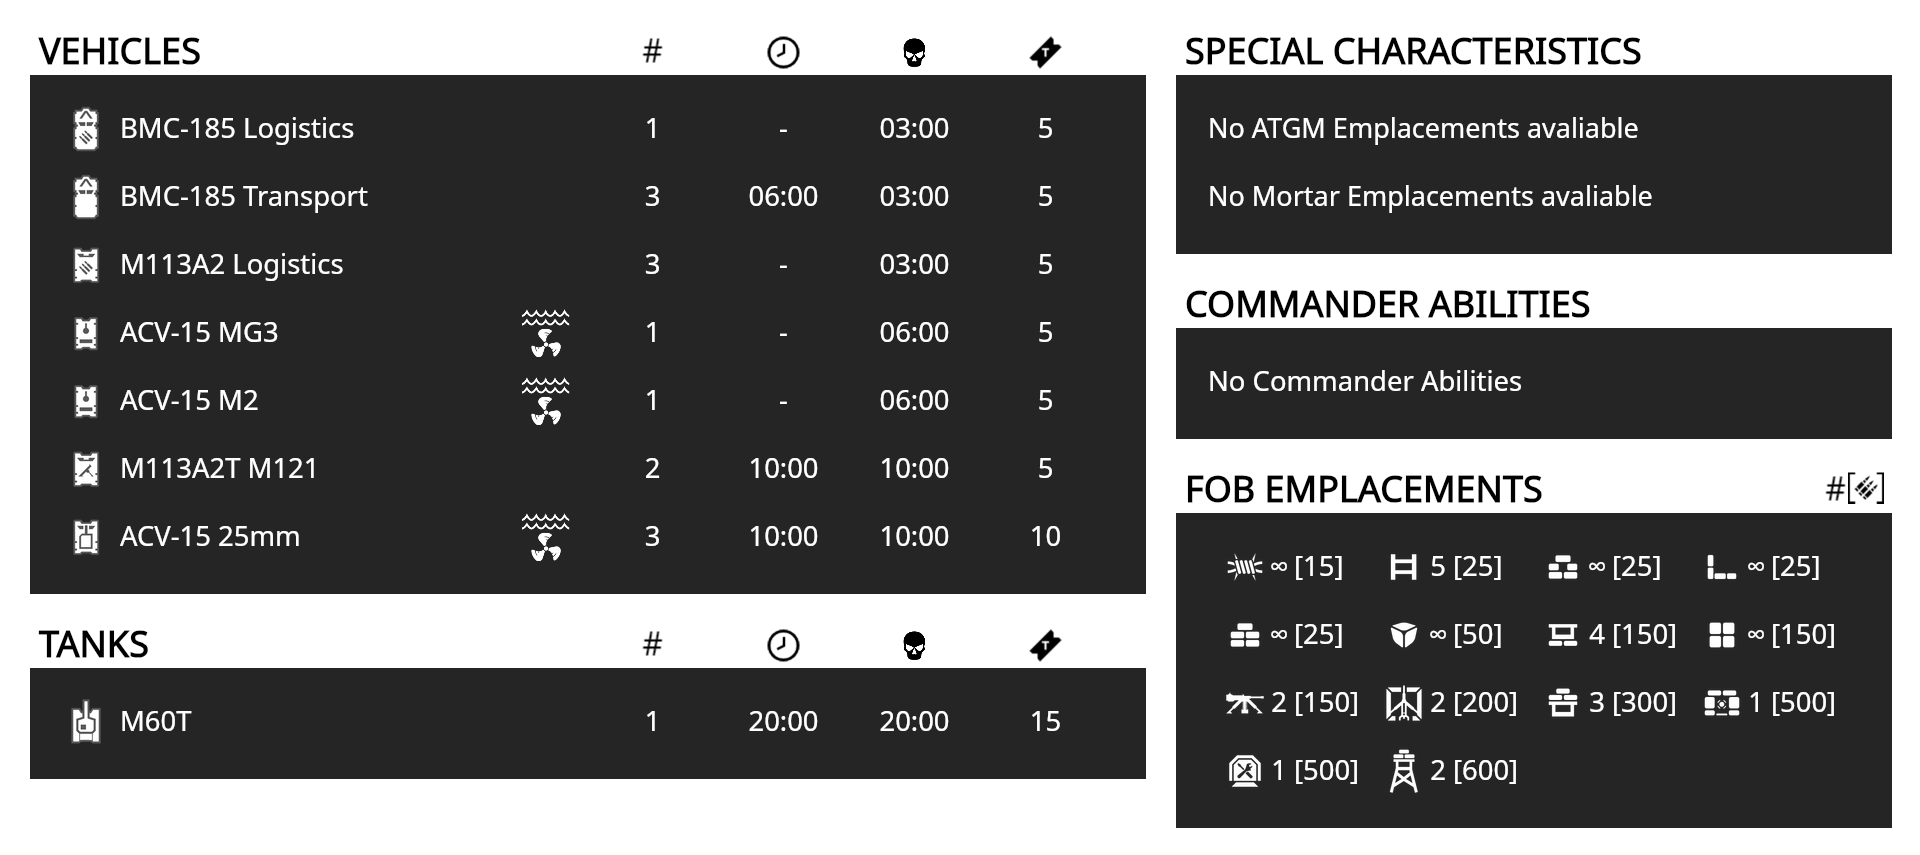 VEHICLES #
BMC-185 Logistics 1 - 03:00 5
BMC-185 Transport 3 06:00 03:00 5
M113A2 Logistics 3 - 03:00 5
ACV-15 MG3 1 - 06:00 5
ACV-15 M2 1 - 06:00 5
M113A2T M121 2 10:00 10:00 5
ACV-15 25mm 3 10:00 10:00 10
TANKS #
M60T 1 20:00 20:00 15
SPECIAL CHARACTERISTICS
No ATGM Emplacements avaliable
No Mortar Emplacements avaliable
COMMANDER ABILITIES
No Commander Abilities
FOB EMPLACEMENTS #[]
∞ [15] 5 [25] ∞ [25] ∞ [25]
∞ [25] ∞ [50] 4 [150] ∞ [150]
2 [150] 2 [200] 3 [300] 1 [500]
1 [500] 2 [600]